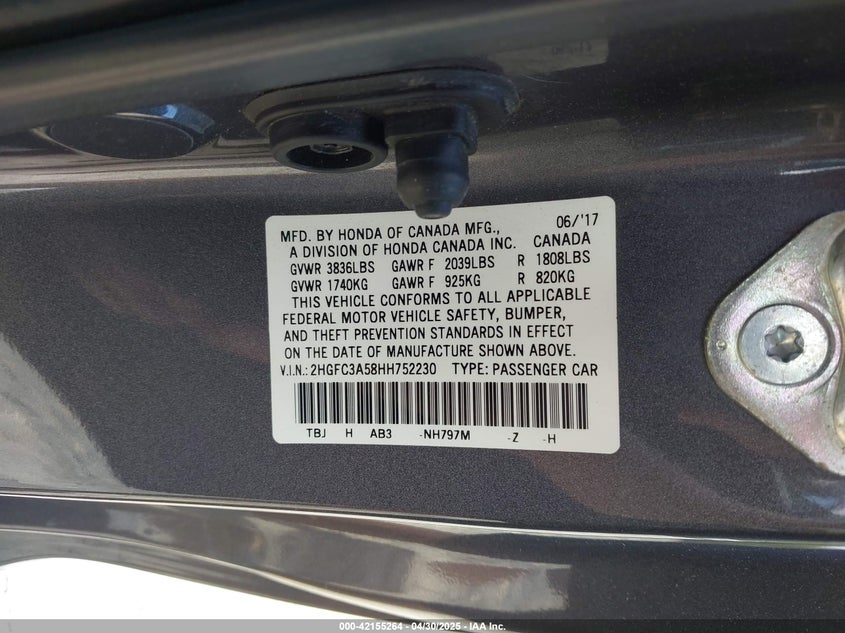 MFD. BY HONDA OF CANADA MFG., 06/'17
A DIVISION OF HONDA CANADA INC. CANADA
GVWR 3836LBS GAWR F 2039LBS R 1808LBS
GVWR 1740KG GAWR F 925KG R 820KG
THIS VEHICLE CONFORMS TO ALL APPLICABLE
FEDERAL MOTOR VEHICLE SAFETY, BUMPER,
AND THEFT PREVENTION STANDARDS IN EFFECT
ON THE DATE OF MANUFACTURE SHOWN ABOVE.
V.I.N.: 2HGFC3A58HH752230 TYPE: PASSENGER CAR
TBJ H AB3 -NH797M -Z -H
000-42155264 - 04/30/2025 - IAA Inc.